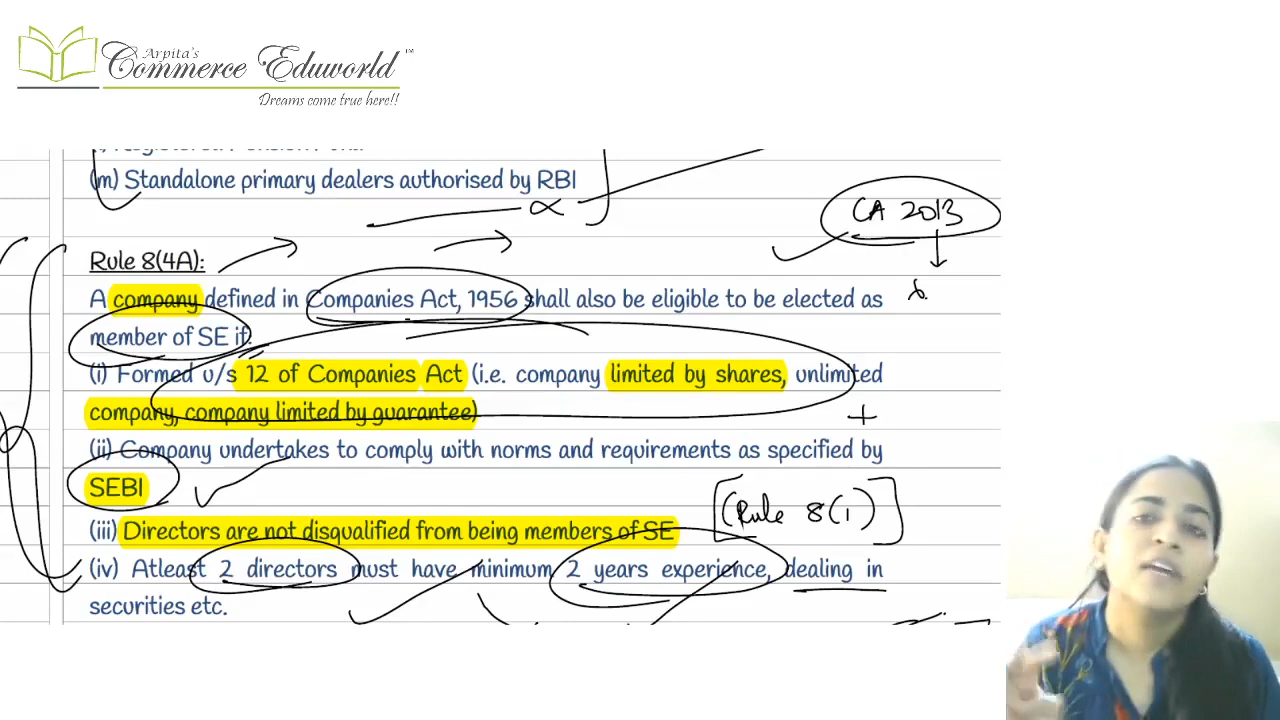 Arpita's
Commerce Eduworld™
Dreams come true here!!
(m) Standalone primary dealers authorised by RBI
CA 2013
Rule 8(4A):
A company defined in Companies Act, 1956 shall also be eligible to be elected as
member of SE if:
(i) Formed u/s 12 of Companies Act (i.e. company limited by shares, unlimited
company, company limited by guarantee)
+
(ii) Company undertakes to comply with norms and requirements as specified by
SEBI
[(Rule 8(1)]
(iii) Directors are not disqualified from being members of SE
(iv) Atleast 2 directors must have minimum 2 years experience, dealing in
securities etc.